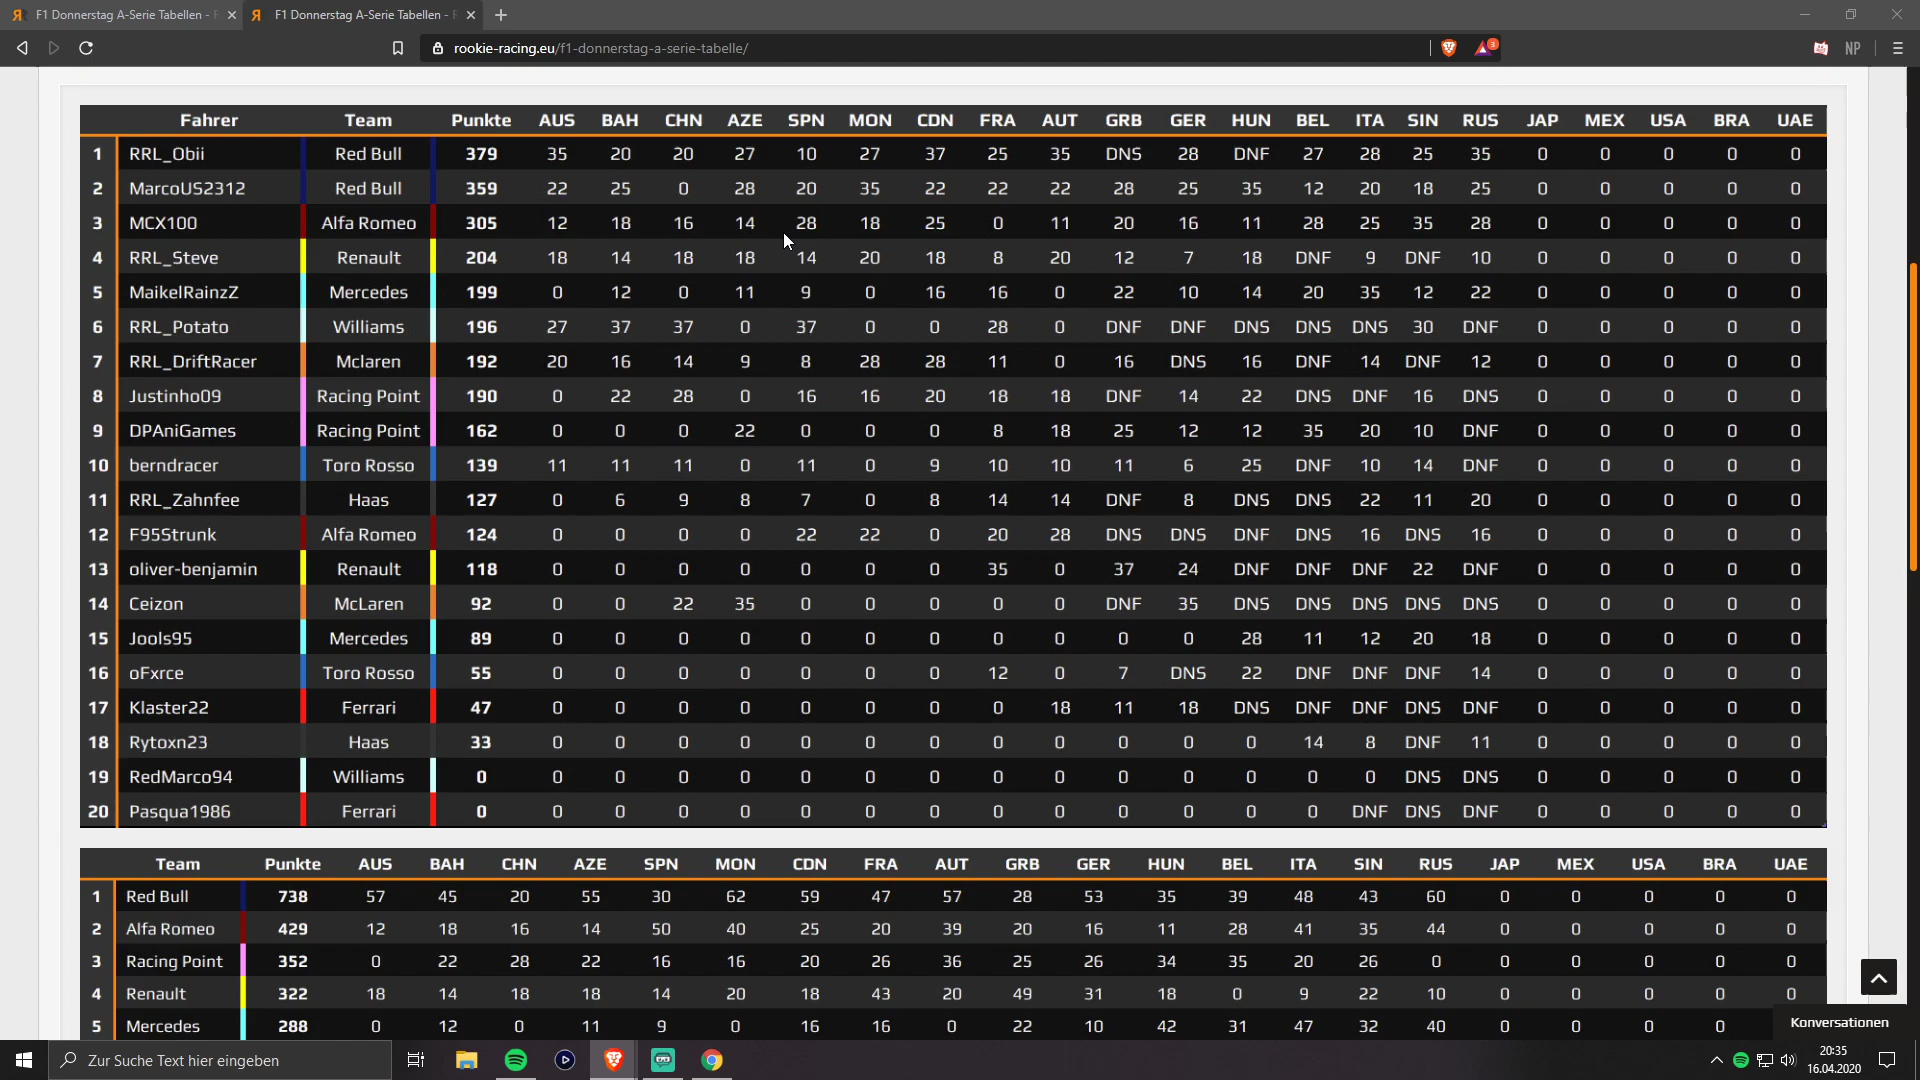 F1 Donnerstag A-Serie Tabellen -
F1 Donnerstag A-Serie Tabellen -
rookie-racing.eu/f1-donnerstag-a-serie-tabelle/
3
NP
Fahrer Team Punkte AUS BAH CHN AZE SPN MON CDN FRA AUT GRB GER HUN BEL ITA SIN RUS JAP MEX USA BRA UAE
1 RRL_Obii Red Bull 379 35 20 20 27 10 27 37 25 35 DNS 28 DNF 27 28 25 35 0 0 0 0 0
2 MarcoUS2312 Red Bull 359 22 25 0 28 20 35 22 22 22 28 25 35 12 20 18 25 0 0 0 0 0
3 MCX100 Alfa Romeo 305 12 18 16 14 28 18 25 0 11 20 16 11 28 25 35 28 0 0 0 0 0
4 RRL_Steve Renault 204 18 14 18 18 14 20 18 8 20 12 7 18 DNF 9 DNF 10 0 0 0 0 0
5 MaikelRainzZ Mercedes 199 0 12 0 11 9 0 16 16 0 22 10 14 20 35 12 22 0 0 0 0 0
6 RRL_Potato Williams 196 27 37 37 0 37 0 0 28 0 DNF DNF DNS DNS DNS 30 DNF 0 0 0 0 0
7 RRL_DriftRacer Mclaren 192 20 16 14 9 8 28 28 11 0 16 DNS 16 DNF 14 DNF 12 0 0 0 0 0
8 Justinho09 Racing Point 190 0 22 28 0 16 16 20 18 18 DNF 14 22 DNS DNF 16 DNS 0 0 0 0 0
9 DPAniGames Racing Point 162 0 0 0 22 0 0 0 8 18 25 12 12 35 20 10 DNF 0 0 0 0 0
10 berndracer Toro Rosso 139 11 11 11 0 11 0 9 10 10 11 6 25 DNF 10 14 DNF 0 0 0 0 0
11 RRL_Zahnfee Haas 127 0 6 9 8 7 0 8 14 14 DNF 8 DNS DNS 22 11 20 0 0 0 0 0
12 F95Strunk Alfa Romeo 124 0 0 0 0 22 22 0 20 28 DNS DNS DNF DNS 16 DNS 16 0 0 0 0 0
13 oliver-benjamin Renault 118 0 0 0 0 0 0 0 35 0 37 24 DNF DNF DNF 22 DNF 0 0 0 0 0
14 Ceizon McLaren 92 0 0 22 35 0 0 0 0 0 DNF 35 DNS DNS DNS DNS DNS 0 0 0 0 0
15 Jools95 Mercedes 89 0 0 0 0 0 0 0 0 0 0 0 28 11 12 20 18 0 0 0 0 0
16 oFxrce Toro Rosso 55 0 0 0 0 0 0 0 12 0 7 DNS 22 DNF DNF DNF 14 0 0 0 0 0
17 Klaster22 Ferrari 47 0 0 0 0 0 0 0 0 18 11 18 DNS DNF DNF DNS DNF 0 0 0 0 0
18 Rytoxn23 Haas 33 0 0 0 0 0 0 0 0 0 0 0 0 14 8 DNF 11 0 0 0 0 0
19 RedMarco94 Williams 0 0 0 0 0 0 0 0 0 0 0 0 0 0 0 DNS DNS 0 0 0 0 0
20 Pasqua1986 Ferrari 0 0 0 0 0 0 0 0 0 0 0 0 0 0 DNF DNS DNF 0 0 0 0 0
Team Punkte AUS BAH CHN AZE SPN MON CDN FRA AUT GRB GER HUN BEL ITA SIN RUS JAP MEX USA BRA UAE
1 Red Bull 738 57 45 20 55 30 62 59 47 57 28 53 35 39 48 43 60 0 0 0 0 0
2 Alfa Romeo 429 12 18 16 14 50 40 25 20 39 20 16 11 28 41 35 44 0 0 0 0 0
3 Racing Point 352 0 22 28 22 16 16 20 26 36 25 26 34 35 20 26 0 0 0 0 0 0
4 Renault 322 18 14 18 18 14 20 18 43 20 49 31 18 0 9 22 10 0 0 0 0 0
5 Mercedes 288 0 12 0 11 9 0 16 16 0 22 10 42 31 47 32 40 0 0 0 0
Konversationen
Zur Suche Text hier eingeben
20:35
16.04.2020